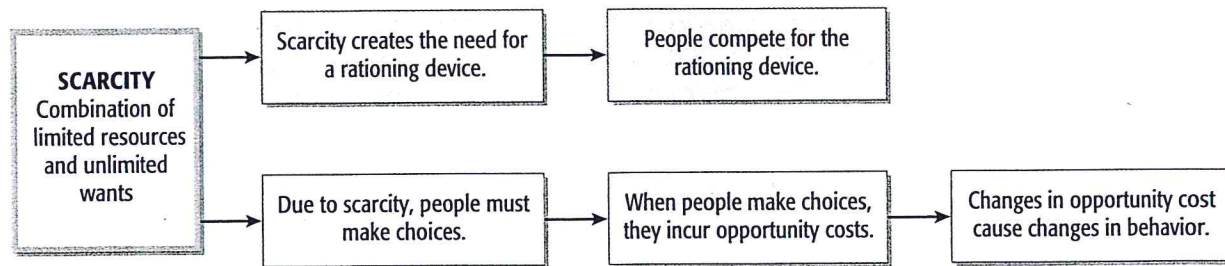 SCARCITY
Combination of
limited resources
and unlimited
wants
Scarcity creates the need for
a rationing device.
People compete for the
rationing device.
Due to scarcity, people must
make choices.
When people make choices,
they incur opportunity costs.
Changes in opportunity cost
cause changes in behavior.